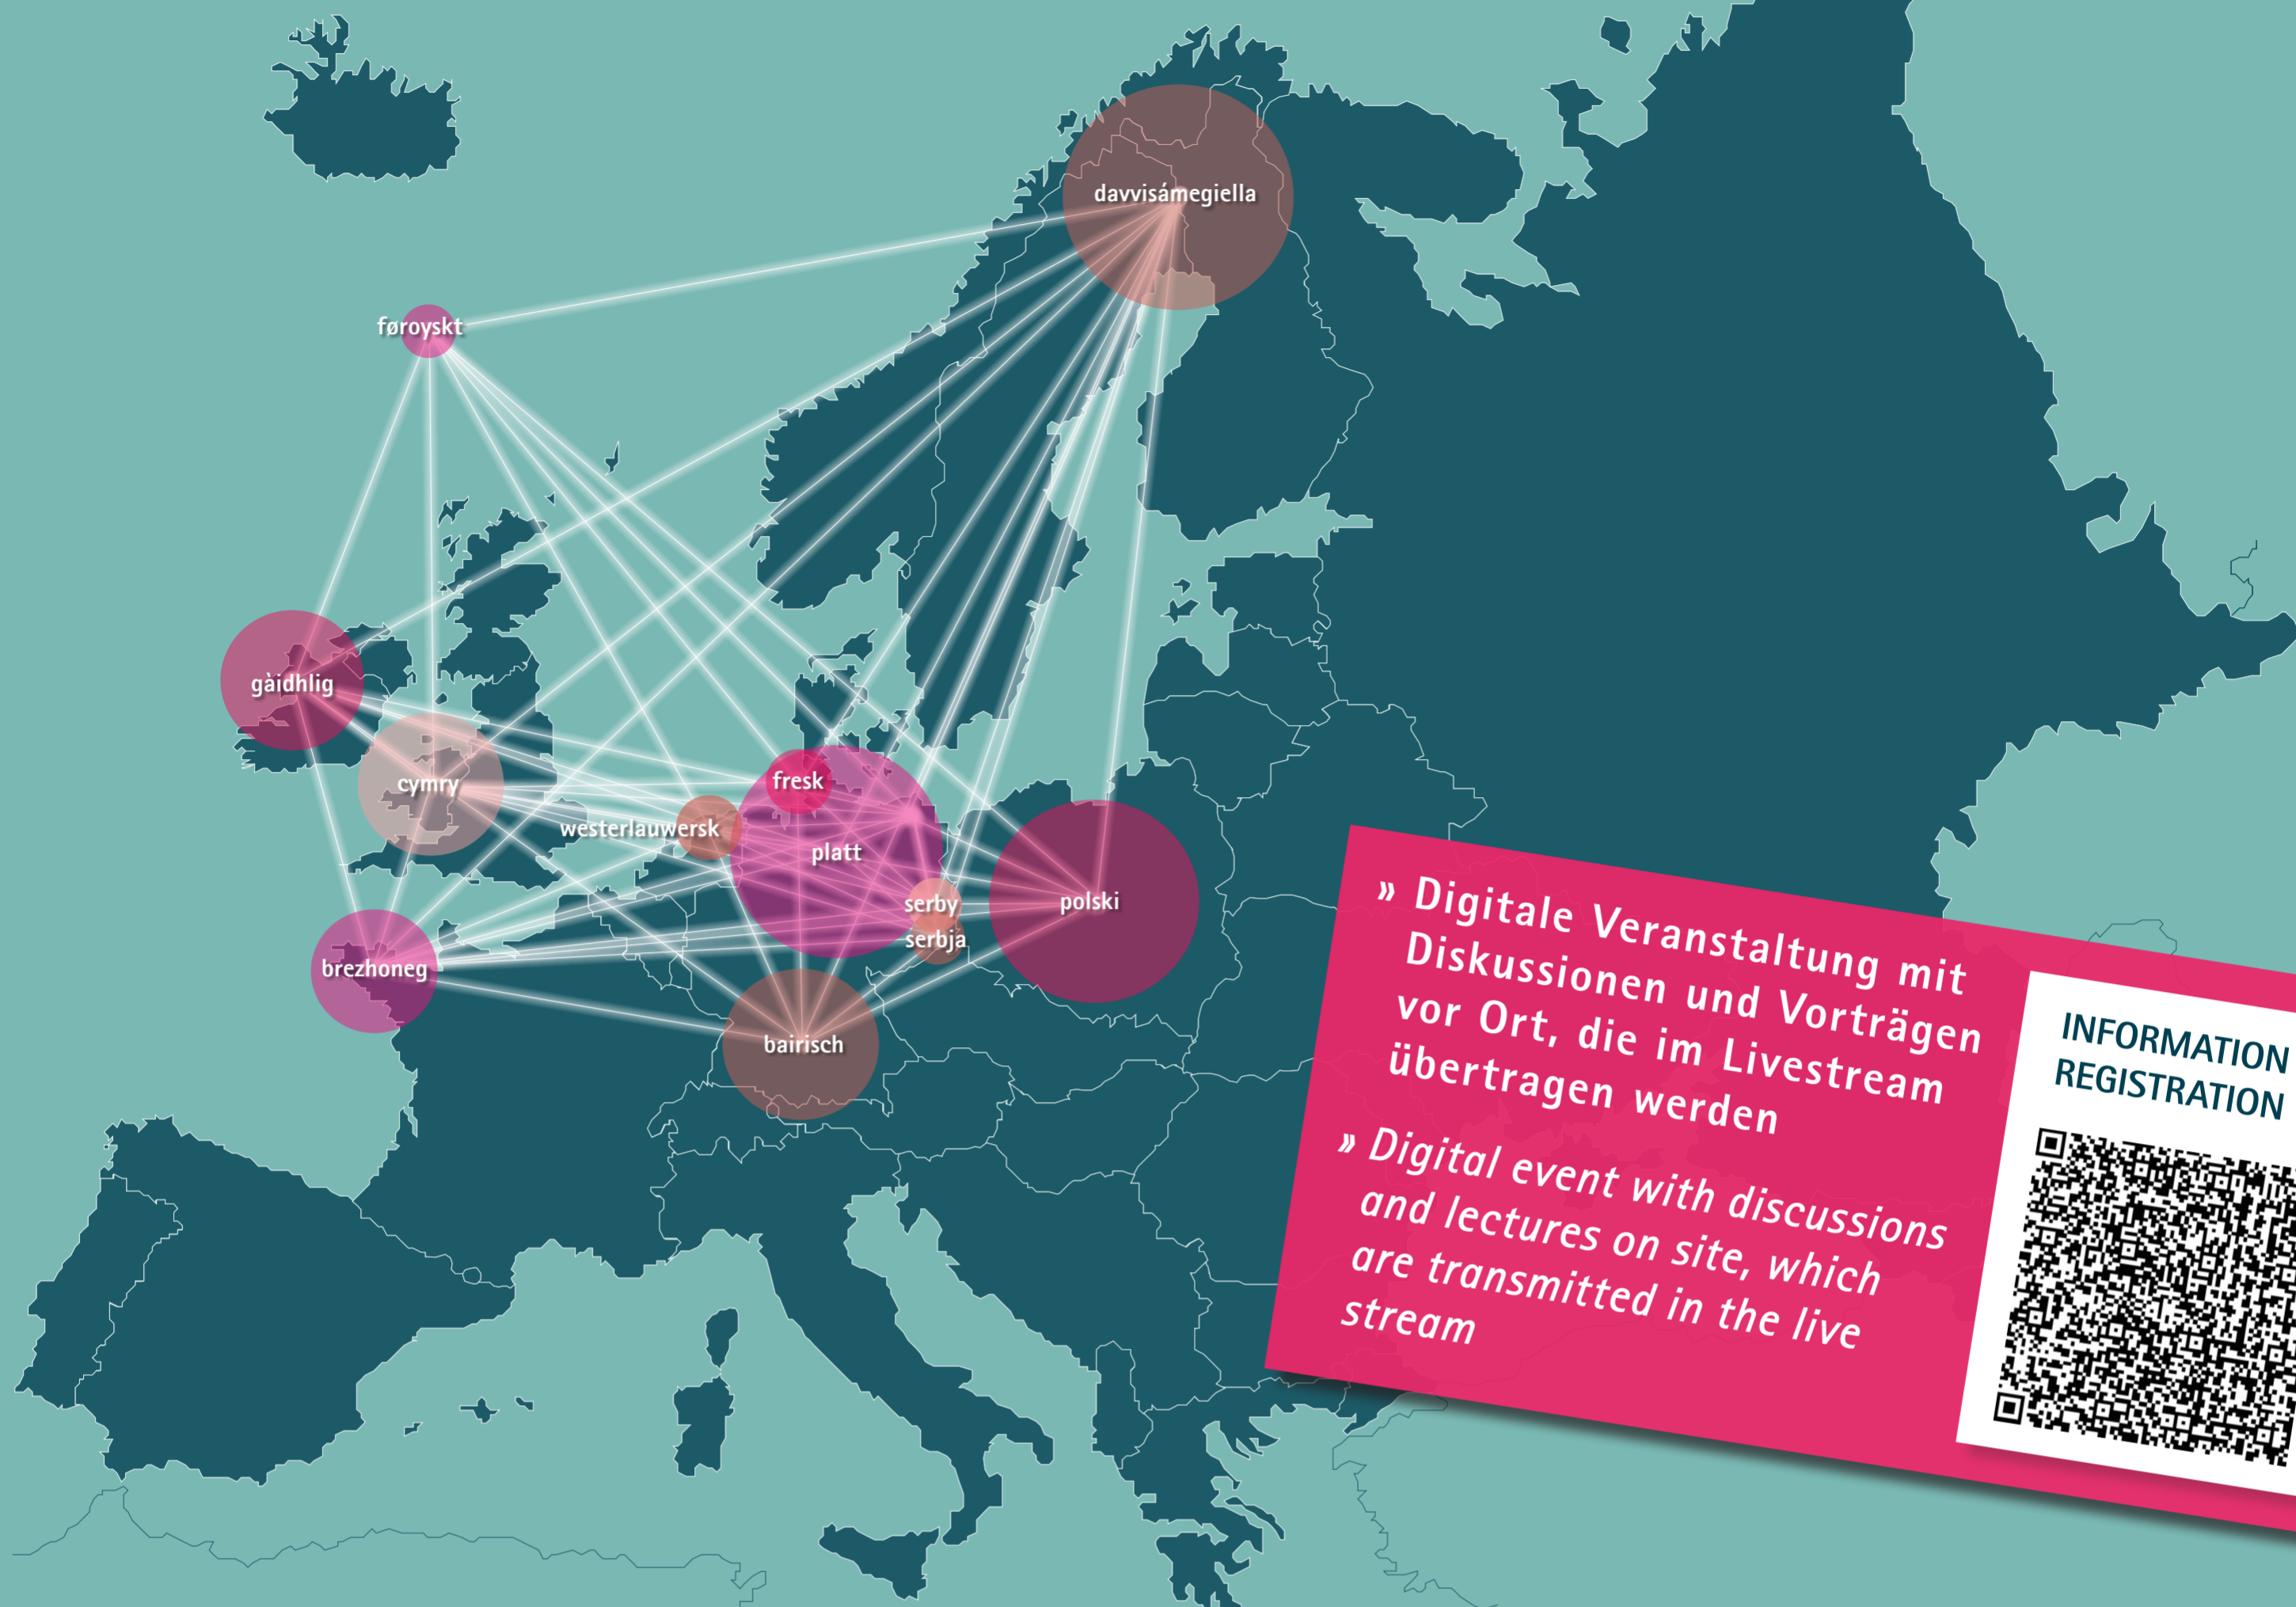 davvisámegiella
føroyskt
gàidhlig
cymry
fresk
westerlauwersk
platt
serby
polski
serbja
brezhoneg
bairisch
» Digitale Veranstaltung mit
Diskussionen und Vorträgen
vor Ort, die im Livestream
übertragen werden
» Digital event with discussions
and lectures on site, which
are transmitted in the live
stream
INFORMATION
REGISTRATION